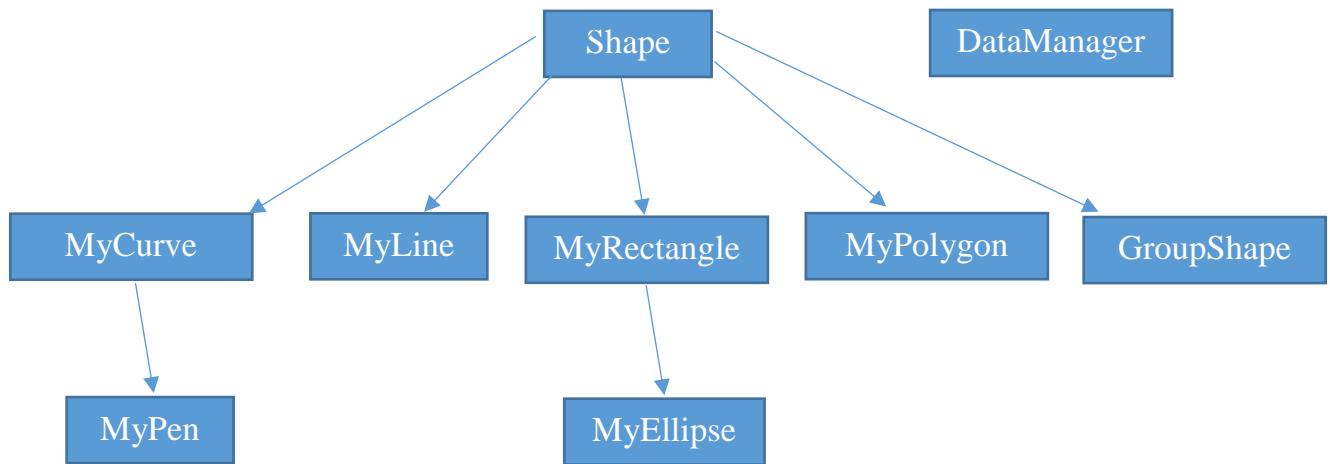 Shape
DataManager
MyCurve
MyLine
MyRectangle
MyPolygon
GroupShape
MyPen
MyEllipse